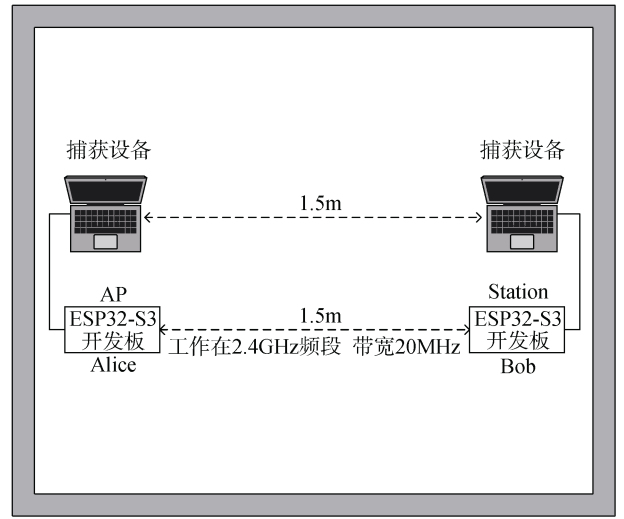 捕获设备 捕获设备
1.5m
AP Station
ESP32-S3 1.5m ESP32-S3
开发板 工作在2.4GHz频段 带宽20MHz 开发板
Alice Bob